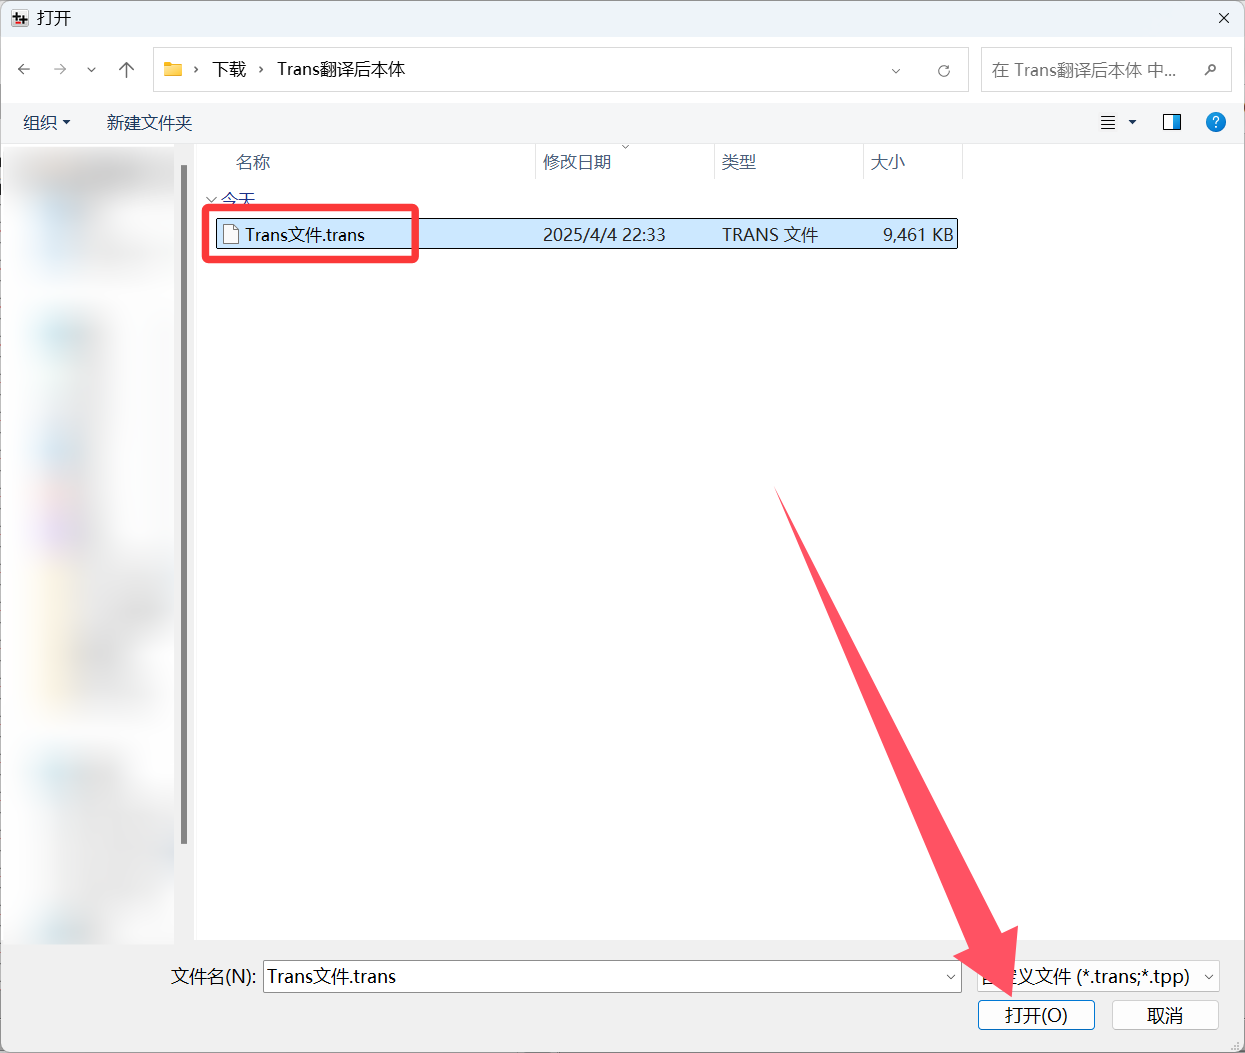 打开
下载 › Trans翻译后本体
在 Trans翻译后本体 中...
组织 新建文件夹
名称 修改日期 类型 大小
今天
Trans文件.trans 2025/4/4 22:33 TRANS 文件 9,461 KB
文件名(N): Trans文件.trans 定义文件 (*.trans;*.tpp)
打开(O) 取消